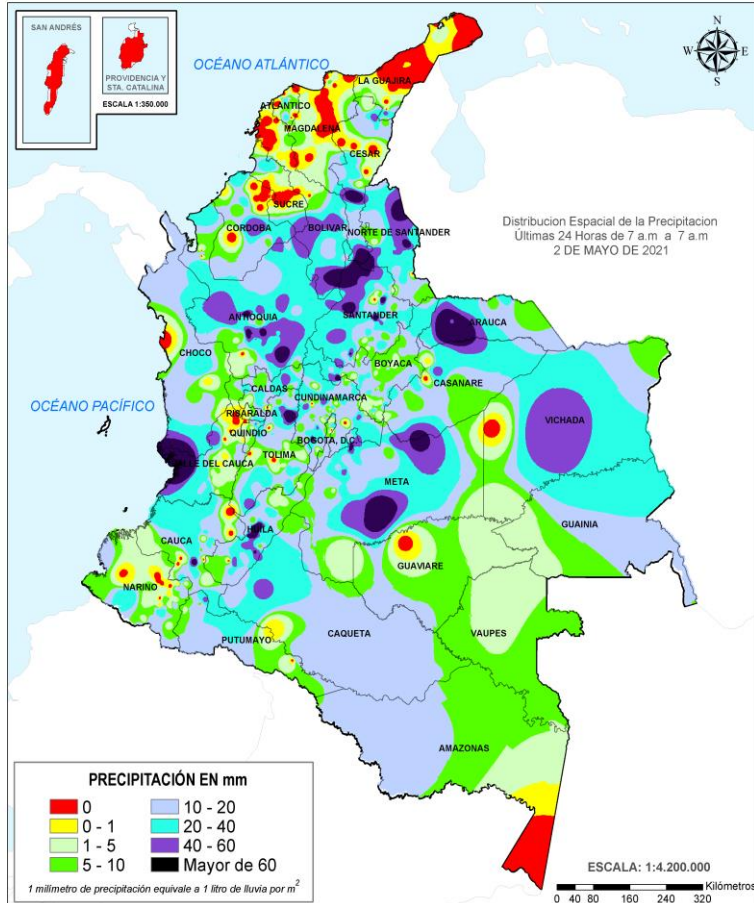 SAN ANDRÉS
PROVIDENCIA Y
STA. CATALINA
ESCALA 1:350.000
OCÉANO ATLÁNTICO
N
W
E
S
LA GUAJIRA
ATLANTICO
MAGDALENA
CESAR
SUCRE
CORDOBA
BOLIVAR
NORTE DE SANTANDER
Distribucion Espacial de la Precipitacion
Últimas 24 Horas de 7 a.m a 7 a.m
2 DE MAYO DE 2021
ANTIOQUIA
SANTANDER
ARAUCA
CHOCO
BOYACA
CASANARE
CALDAS
CUNDINAMARCA
OCÉANO PACÍFICO
RISARALDA
VICHADA
QUINDIO
BOGOTA, D.C.
TOLIMA
VALLE DEL CAUCA
META
GUAINIA
CAUCA
HUILA
GUAVIARE
NARIÑO
PUTUMAYO
CAQUETA
VAUPES
AMAZONAS
PRECIPITACIÓN EN mm
0
10 - 20
0 - 1
20 - 40
1 - 5
40 - 60
5 - 10
Mayor de 60
1 milímetro de precipitación equivale a 1 litro de lluvia por m²
ESCALA: 1:4.200.000
Kilómetros
0 40 80 160 240 320